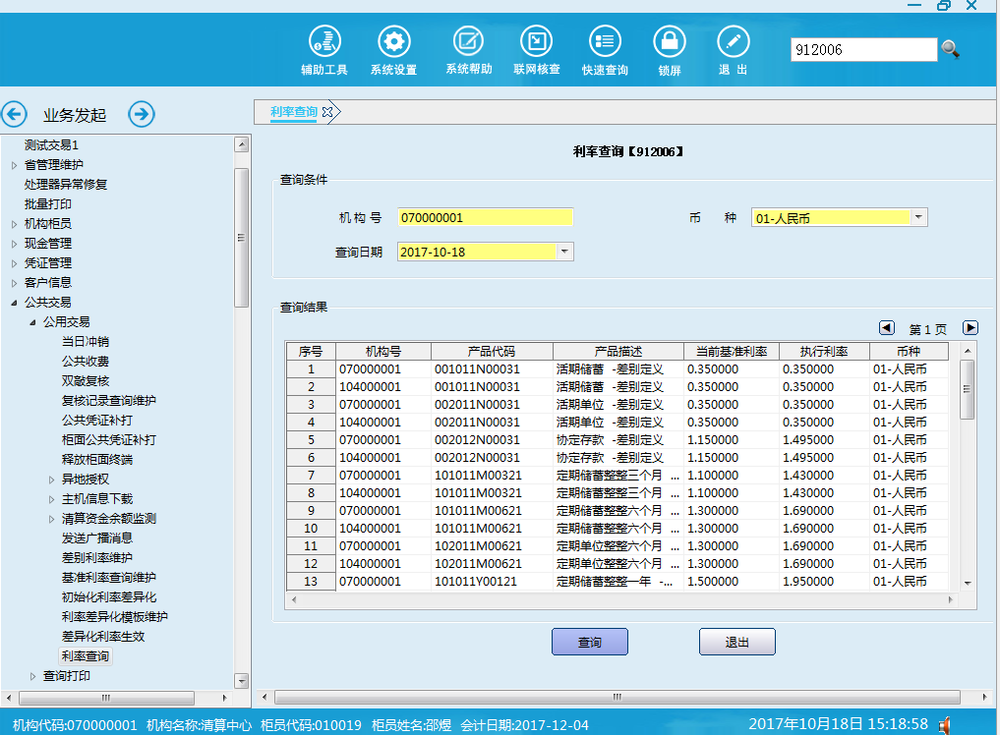 辅助工具 系统设置 系统帮助 联网核查 快速查询 锁屏 退 出 912006
业务发起
利率查询
测试交易1
省管理维护
处理器异常修复
批量打印
机构柜员
现金管理
凭证管理
客户信息
公共交易
公用交易
当日冲销
公共收费
双敲复核
复核记录查询维护
公共凭证补打
柜面公共凭证补打
释放柜面终端
异地授权
主机信息下载
清算资金余额监测
发送广播消息
差别利率维护
基准利率查询维护
初始化利率差异化
利率差异化模板维护
差异化利率生效
利率查询
查询打印
利率查询【912006】
查询条件
机 构 号 070000001 币 种 01-人民币
查询日期 2017-10-18
查询结果
第 1 页
序号 机构号 产品代码 产品描述 当前基准利率 执行利率 币种
1 070000001 001011N00031 活期储蓄 -差别定义 0.350000 0.350000 01-人民币
2 104000001 001011N00031 活期储蓄 -差别定义 0.350000 0.350000 01-人民币
3 070000001 002011N00031 活期单位 -差别定义 0.350000 0.350000 01-人民币
4 104000001 002011N00031 活期单位 -差别定义 0.350000 0.350000 01-人民币
5 070000001 002012N00031 协定存款 -差别定义 1.150000 1.495000 01-人民币
6 104000001 002012N00031 协定存款 -差别定义 1.150000 1.495000 01-人民币
7 070000001 101011M00321 定期储蓄整整三个月 ... 1.100000 1.430000 01-人民币
8 104000001 101011M00321 定期储蓄整整三个月 ... 1.100000 1.430000 01-人民币
9 070000001 101011M00621 定期储蓄整整六个月 ... 1.300000 1.690000 01-人民币
10 104000001 101011M00621 定期储蓄整整六个月 ... 1.300000 1.690000 01-人民币
11 070000001 102011M00621 定期单位整整六个月 ... 1.300000 1.690000 01-人民币
12 104000001 102011M00621 定期单位整整六个月 ... 1.300000 1.690000 01-人民币
13 070000001 101011Y00121 定期储蓄整整一年 -... 1.500000 1.950000 01-人民币
查询 退出
机构代码:070000001 机构名称:清算中心 柜员代码:010019 柜员姓名:邵煜 会计日期:2017-12-04 2017年10月18日 15:18:58